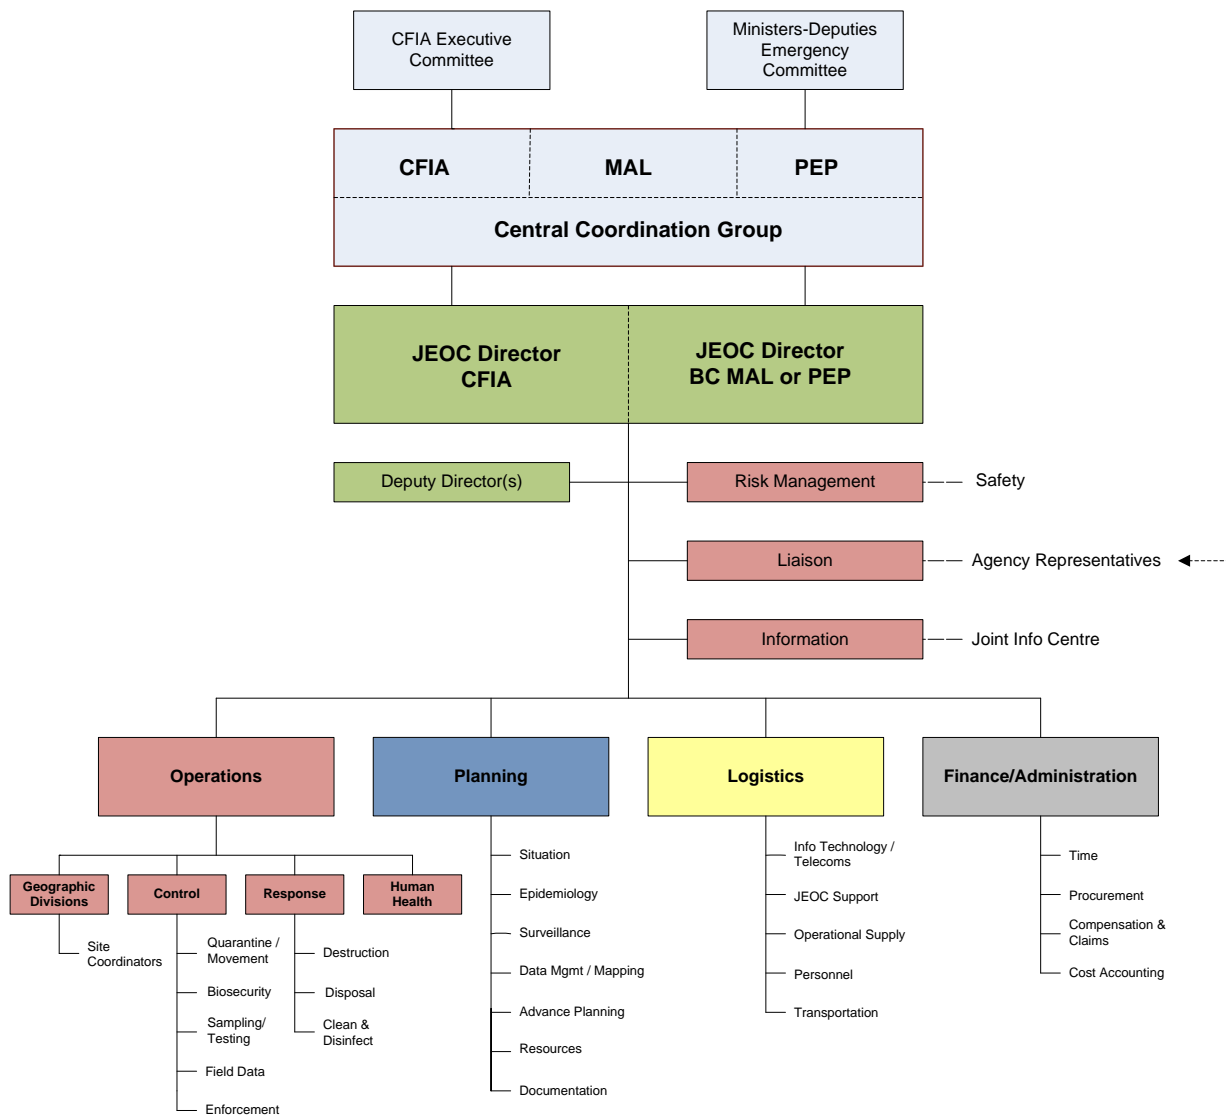 CFIA Executive
Committee
Ministers-Deputies
Emergency
Committee
CFIA
MAL
PEP
Central Coordination Group
JEOC Director
CFIA
JEOC Director
BC MAL or PEP
Deputy Director(s)
Risk Management
Safety
Liaison
Agency Representatives
Information
Joint Info Centre
Operations
Planning
Logistics
Finance/Administration
Geographic
Divisions
Control
Response
Human
Health
Site
Coordinators
Quarantine /
Movement
Biosecurity
Sampling/
Testing
Field Data
Enforcement
Destruction
Disposal
Clean &
Disinfect
Situation
Epidemiology
Surveillance
Data Mgmt / Mapping
Advance Planning
Resources
Documentation
Info Technology /
Telecoms
JEOC Support
Operational Supply
Personnel
Transportation
Time
Procurement
Compensation &
Claims
Cost Accounting